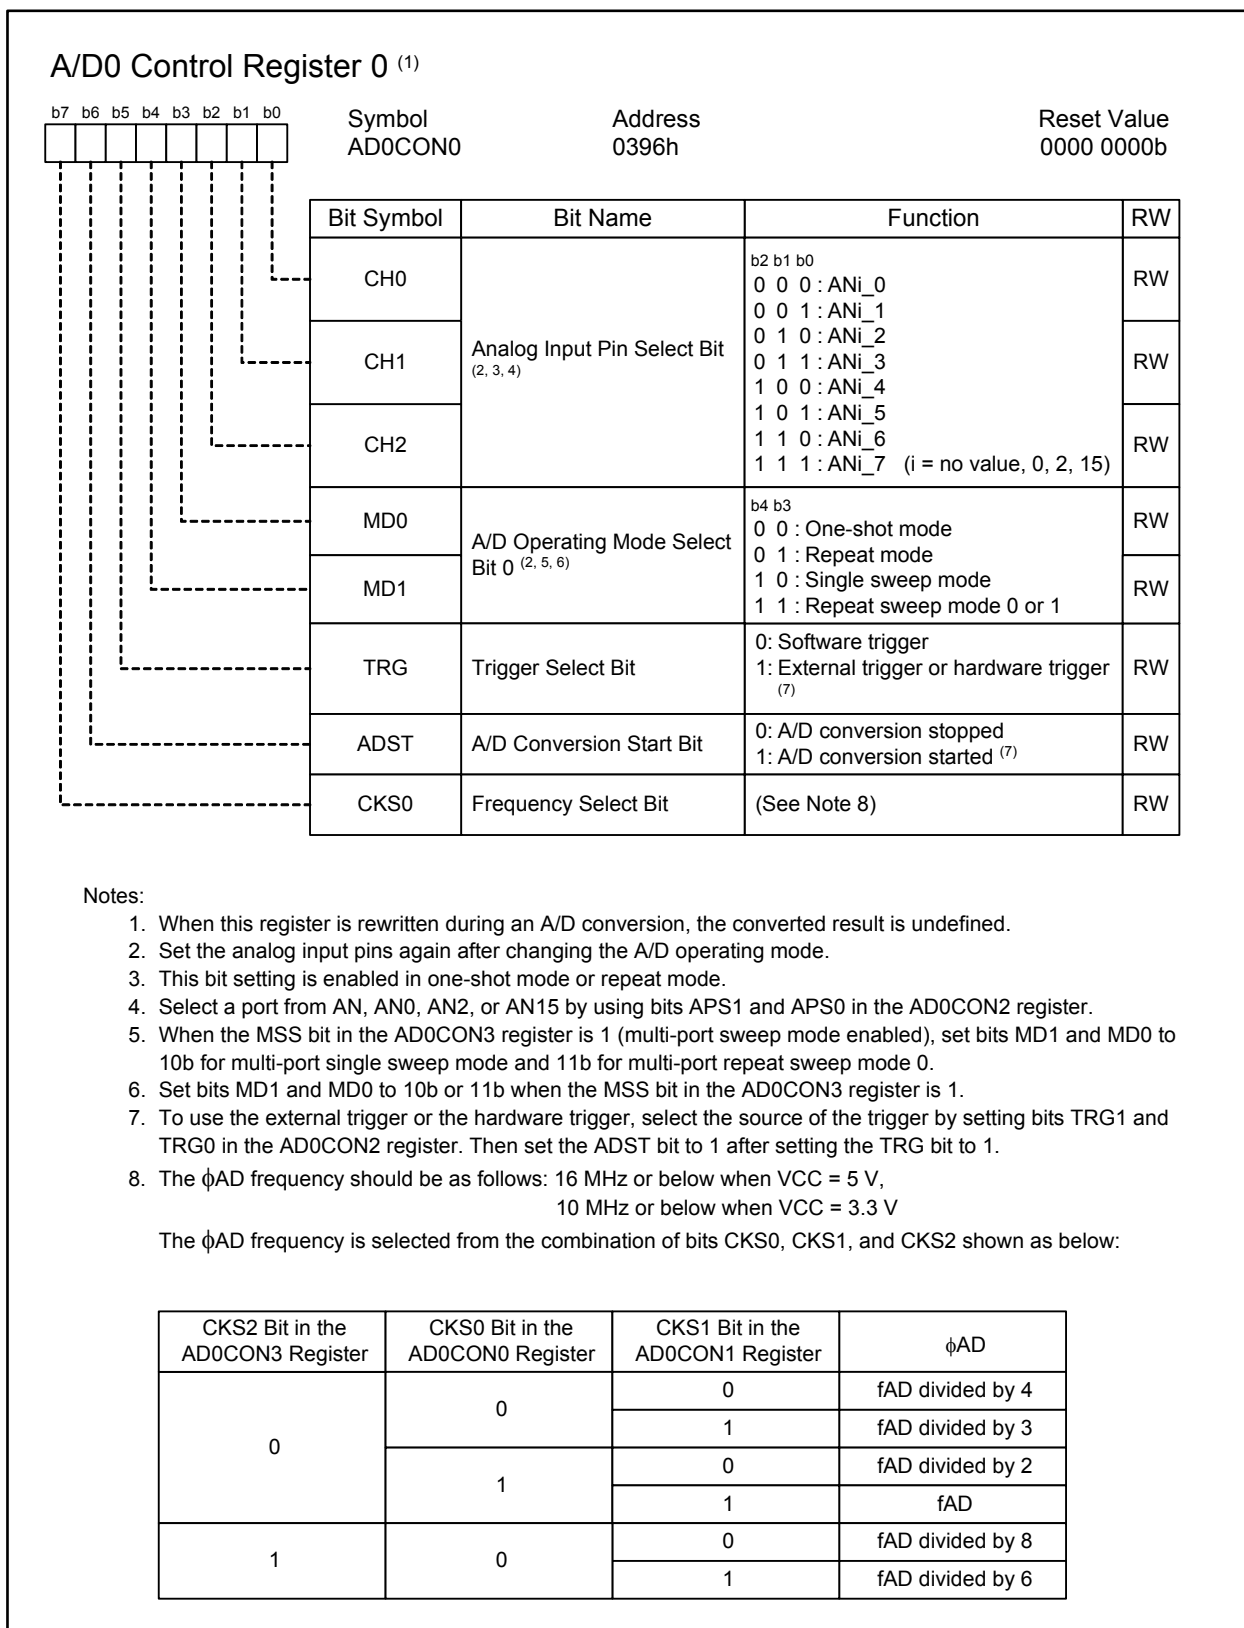 A/D0 Control Register 0 (1)
b7 b6 b5 b4 b3 b2 b1 b0
Symbol Address Reset Value
AD0CON0 0396h 0000 0000b
Bit Symbol Bit Name Function RW
CH0 RW
CH1 RW
CH2 RW
Analog Input Pin Select Bit
(2, 3, 4)
b2 b1 b0
0 0 0 : ANi_0
0 0 1 : ANi_1
0 1 0 : ANi_2
0 1 1 : ANi_3
1 0 0 : ANi_4
1 0 1 : ANi_5
1 1 0 : ANi_6
1 1 1 : ANi_7 (i = no value, 0, 2, 15)
MD0 RW
MD1 RW
A/D Operating Mode Select
Bit 0 (2, 5, 6)
b4 b3
0 0 : One-shot mode
0 1 : Repeat mode
1 0 : Single sweep mode
1 1 : Repeat sweep mode 0 or 1
TRG Trigger Select Bit RW
0: Software trigger
1: External trigger or hardware trigger
(7)
ADST A/D Conversion Start Bit RW
0: A/D conversion stopped
1: A/D conversion started (7)
CKS0 Frequency Select Bit (See Note 8) RW
Notes:
1. When this register is rewritten during an A/D conversion, the converted result is undefined.
2. Set the analog input pins again after changing the A/D operating mode.
3. This bit setting is enabled in one-shot mode or repeat mode.
4. Select a port from AN, AN0, AN2, or AN15 by using bits APS1 and APS0 in the AD0CON2 register.
5. When the MSS bit in the AD0CON3 register is 1 (multi-port sweep mode enabled), set bits MD1 and MD0 to
10b for multi-port single sweep mode and 11b for multi-port repeat sweep mode 0.
6. Set bits MD1 and MD0 to 10b or 11b when the MSS bit in the AD0CON3 register is 1.
7. To use the external trigger or the hardware trigger, select the source of the trigger by setting bits TRG1 and
TRG0 in the AD0CON2 register. Then set the ADST bit to 1 after setting the TRG bit to 1.
8. The ϕAD frequency should be as follows: 16 MHz or below when VCC = 5 V,
10 MHz or below when VCC = 3.3 V
The ϕAD frequency is selected from the combination of bits CKS0, CKS1, and CKS2 shown as below:
CKS2 Bit in the CKS0 Bit in the CKS1 Bit in the ϕAD
AD0CON3 Register AD0CON0 Register AD0CON1 Register
0 0 0 fAD divided by 4
1 fAD divided by 3
1 0 fAD divided by 2
1 fAD
1 0 0 fAD divided by 8
1 fAD divided by 6